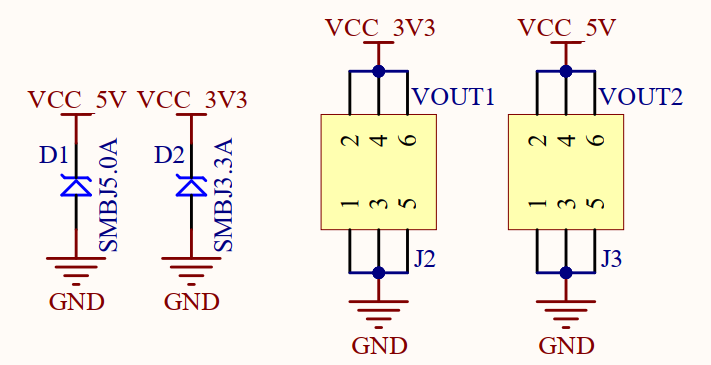 VCC_3V3
VCC_5V
VCC_5V
VCC_3V3
VOUT1
VOUT2
D1
SMBJ5.0A
D2
SMBJ3.3A
2 4 6
2 4 6
1 3 5
1 3 5
J2
J3
GND
GND
GND
GND